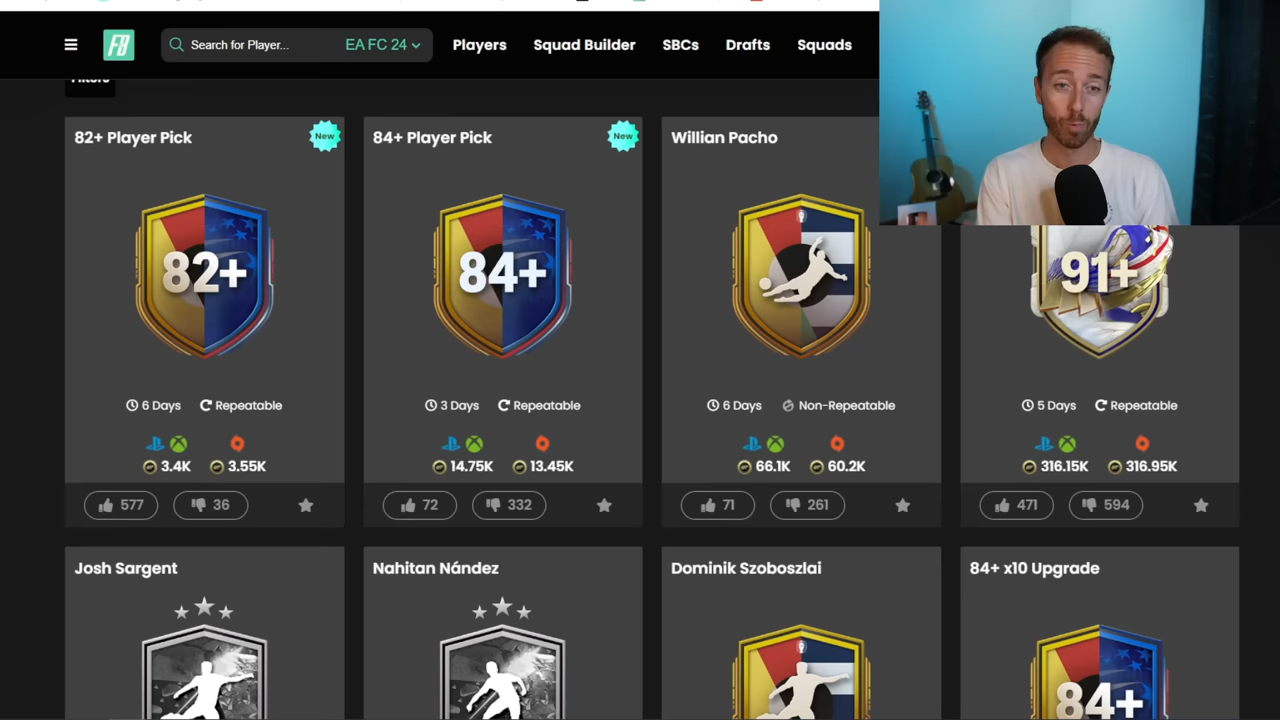 FB
Search for Player...
EA FC 24
Players
Squad Builder
SBCs
Drafts
Squads
82+ Player Pick
New
82+
6 Days
Repeatable
3.4K
3.55K
577
36
84+ Player Pick
New
84+
3 Days
Repeatable
14.75K
13.45K
72
332
Willian Pacho
6 Days
Non-Repeatable
66.1K
60.2K
71
261
91+
5 Days
Repeatable
316.15K
316.95K
471
594
Josh Sargent
Nahitan Nández
Dominik Szoboszlai
84+ x10 Upgrade
84+